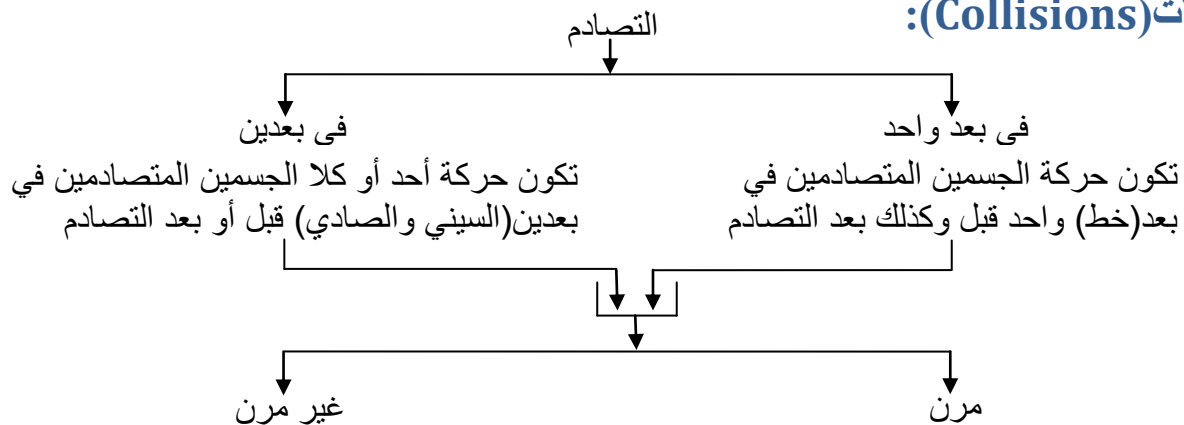 ت(Collisions):
التصادم
فى بعد واحد
تكون حركة الجسمين المتصادمين في
بعد(خط) واحد قبل وكذلك بعد التصادم
فى بعدين
تكون حركة أحد أو كلا الجسمين المتصادمين في
بعدين(السيني والصادي) قبل أو بعد التصادم
مرن
غير مرن